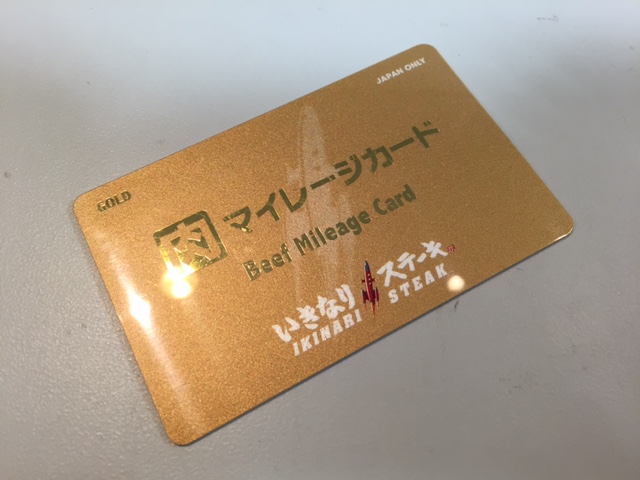 JAPAN ONLY
GOLD
肉マイレージカード
Beef Mileage Card
いきなりステーキ
IKINARI STEAK